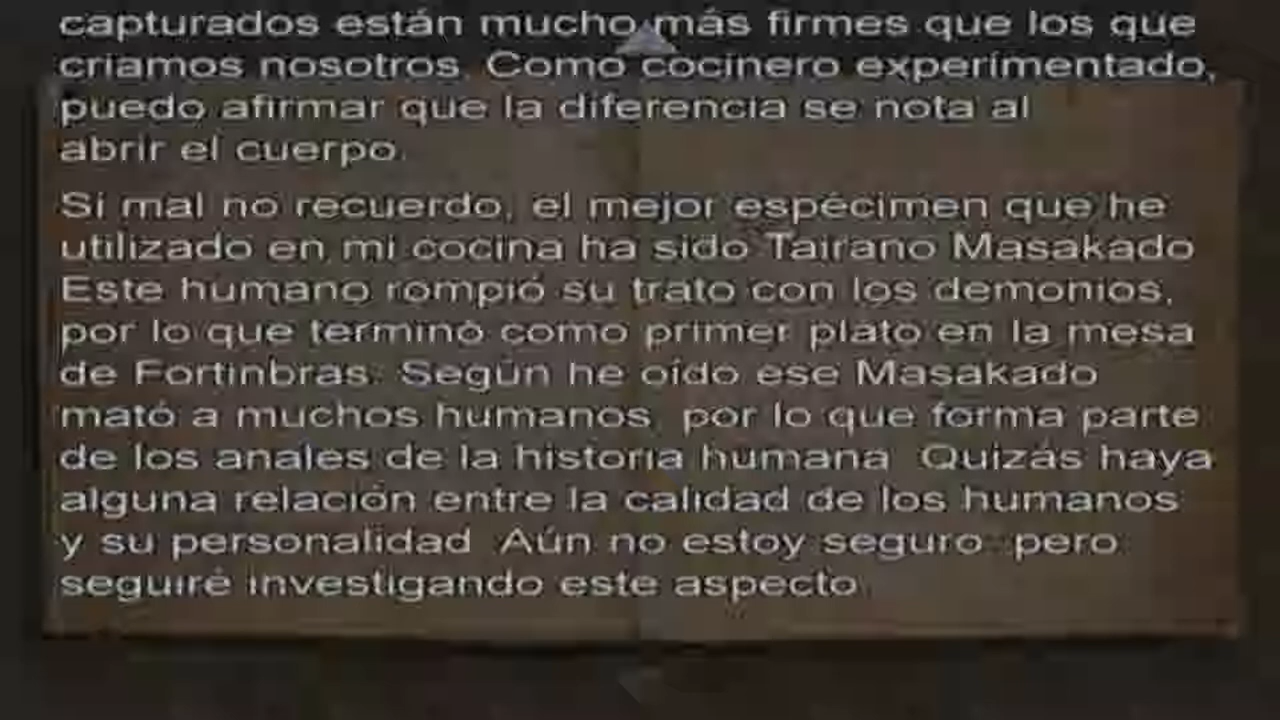 capturados están mucho más firmes que los que
criamos nosotros. Como cocinero experimentado,
puedo afirmar que la diferencia se nota al
abrir el cuerpo.
Si mal no recuerdo, el mejor espécimen que he
utilizado en mi cocina ha sido Tairano Masakado
Este humano rompió su trato con los demonios,
por lo que terminó como primer plato en la mesa
de Fortinbras. Según he oído ese Masakado
mató a muchos humanos, por lo que forma parte
de los anales de la historia humana. Quizás haya
alguna relación entre la calidad de los humanos
y su personalidad. Aún no estoy seguro, pero
seguiré investigando este aspecto.